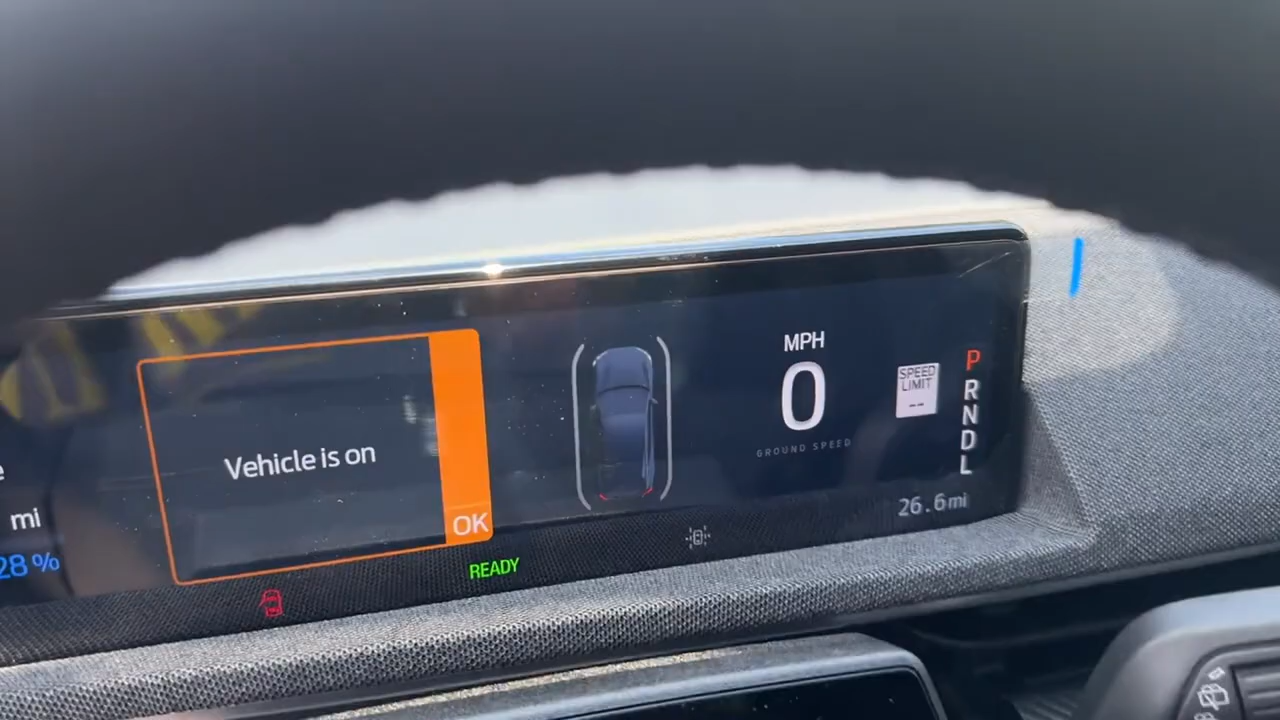 mi
28 %
Vehicle is on
OK
READY
MPH
0
GROUND SPEED
SPEED
LIMIT
--
P
R
N
D
L
26.6 mi